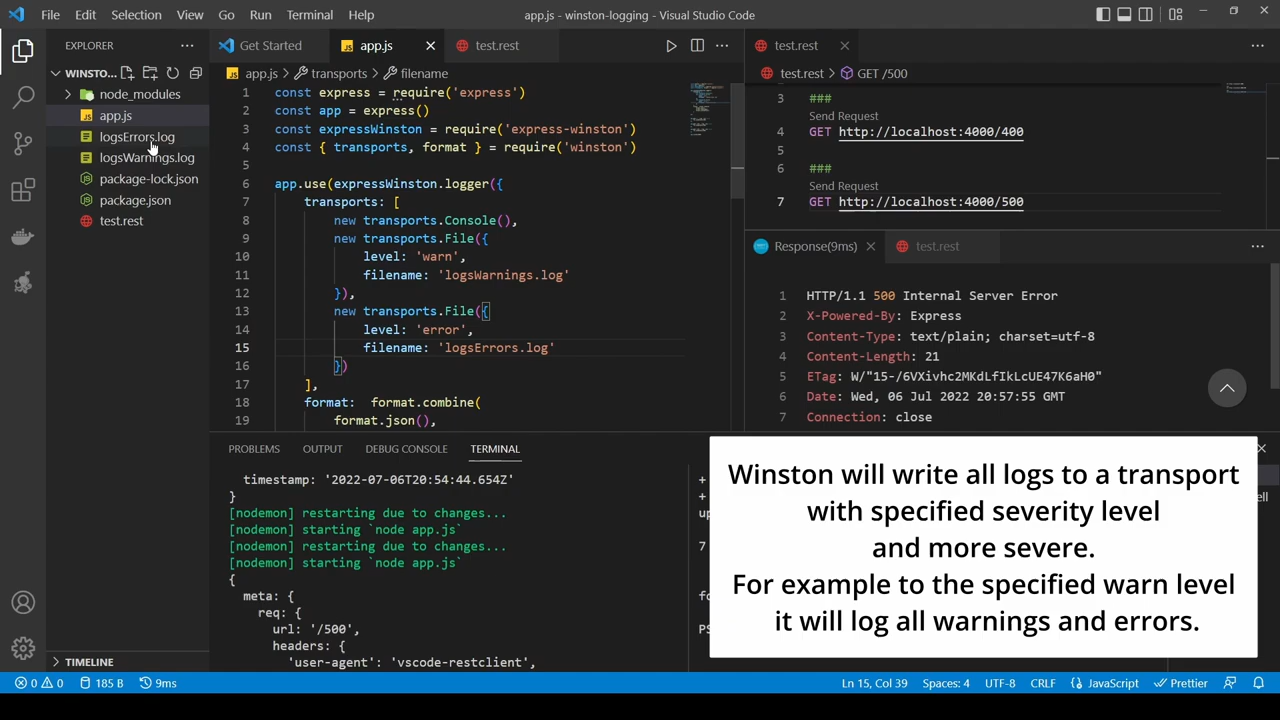 File Edit Selection View Go Run Terminal Help app.js - winston-logging - Visual Studio Code
EXPLORER
WINSTO...
node_modules
app.js
logsErrors.log
logsWarnings.log
package-lock.json
package.json
test.rest
TIMELINE
Get Started app.js test.rest
app.js > transports > filename
1 const express = require('express')
2 const app = express()
3 const expressWinston = require('express-winston')
4 const { transports, format } = require('winston')
5
6 app.use(expressWinston.logger({
7 transports: [
8 new transports.Console(),
9 new transports.File({
10 level: 'warn',
11 filename: 'logsWarnings.log'
12 }),
13 new transports.File({
14 level: 'error',
15 filename: 'logsErrors.log'
16 })
17 ],
18 format: format.combine(
19 format.json(),
test.rest
test.rest > GET /500
3 ###
Send Request
4 GET http://localhost:4000/400
5
6 ###
Send Request
7 GET http://localhost:4000/500
Response(9ms) test.rest
1 HTTP/1.1 500 Internal Server Error
2 X-Powered-By: Express
3 Content-Type: text/plain; charset=utf-8
4 Content-Length: 21
5 ETag: W/"15-/6VXivhc2MKdLfIkLcUE47K6aH0"
6 Date: Wed, 06 Jul 2022 20:57:55 GMT
7 Connection: close
PROBLEMS OUTPUT DEBUG CONSOLE TERMINAL
timestamp: '2022-07-06T20:54:44.654Z'
}
[nodemon] restarting due to changes...
[nodemon] starting `node app.js`
[nodemon] restarting due to changes...
[nodemon] starting `node app.js`
{
meta: {
req: {
url: '/500',
headers: {
'user-agent': 'vscode-restclient',
+
+
up
7
fo
PS
Winston will write all logs to a transport
with specified severity level
and more severe.
For example to the specified warn level
it will log all warnings and errors.
0 0 185 B 9ms Ln 15, Col 39 Spaces: 4 UTF-8 CRLF JavaScript Prettier